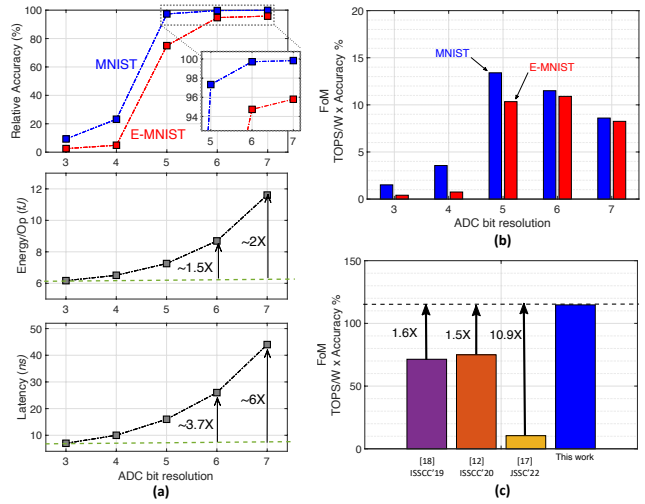 100
80
60
40
20
0
Relative Accuracy (%)
MNIST
E-MNIST
100
98
96
94
5
6
7
3
4
5
6
7
12
10
8
6
Energy/Op (fJ)
~1.5X
~2X
3
4
5
6
7
50
40
30
20
10
Latency (ns)
~3.7X
~6X
3
4
5
6
7
ADC bit resolution
(a)
20
15
10
5
0
FoM
TOPS/W x Accuracy %
MNIST
E-MNIST
3
4
5
6
7
ADC bit resolution
(b)
150
100
50
0
FoM
TOPS/W x Accuracy %
1.6X
1.5X
10.9X
[18]
ISSCC'19
[12]
ISSCC'20
[17]
JSSC'22
This work
(c)